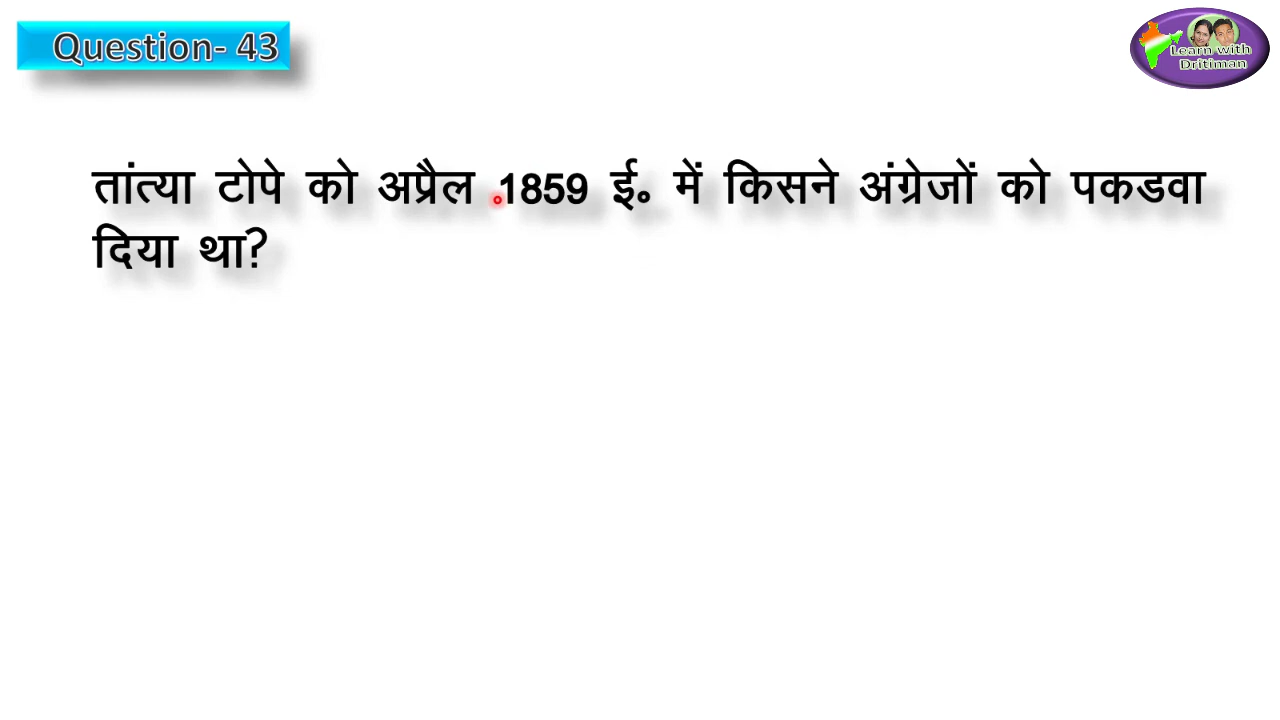 Question- 43
Learn with
Dritiman
तांत्या टोपे को अप्रैल 1859 ई॰ में किसने अंग्रेजों को पकडवा
दिया था?